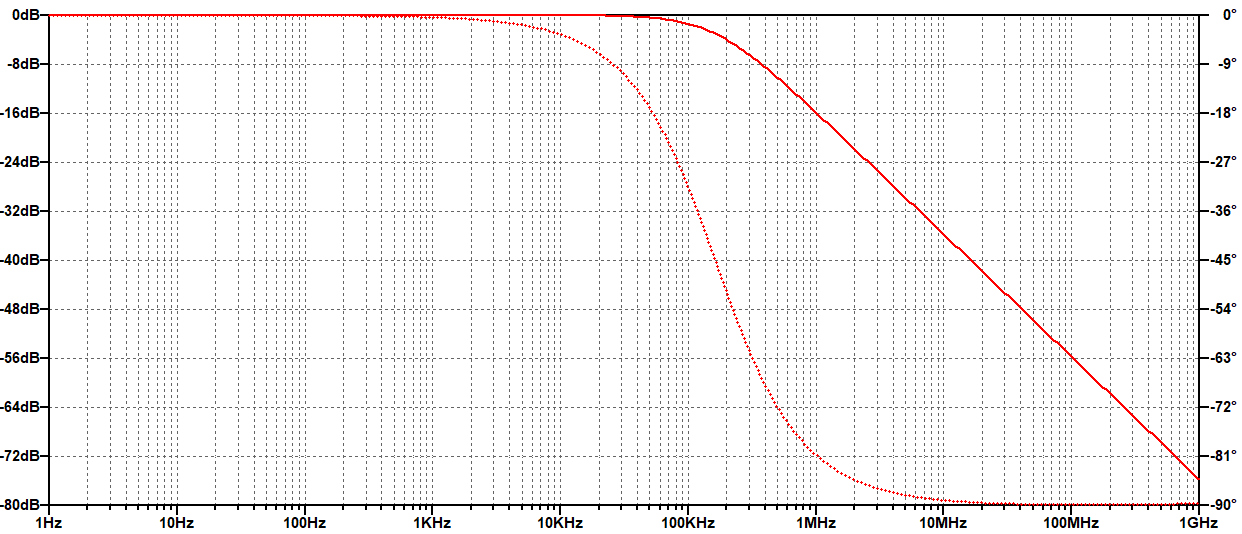 0dB 0°
-8dB -9°
-16dB -18°
-24dB -27°
-32dB -36°
-40dB -45°
-48dB -54°
-56dB -63°
-64dB -72°
-72dB -81°
-80dB -90°
1Hz 10Hz 100Hz 1KHz 10KHz 100KHz 1MHz 10MHz 100MHz 1GHz